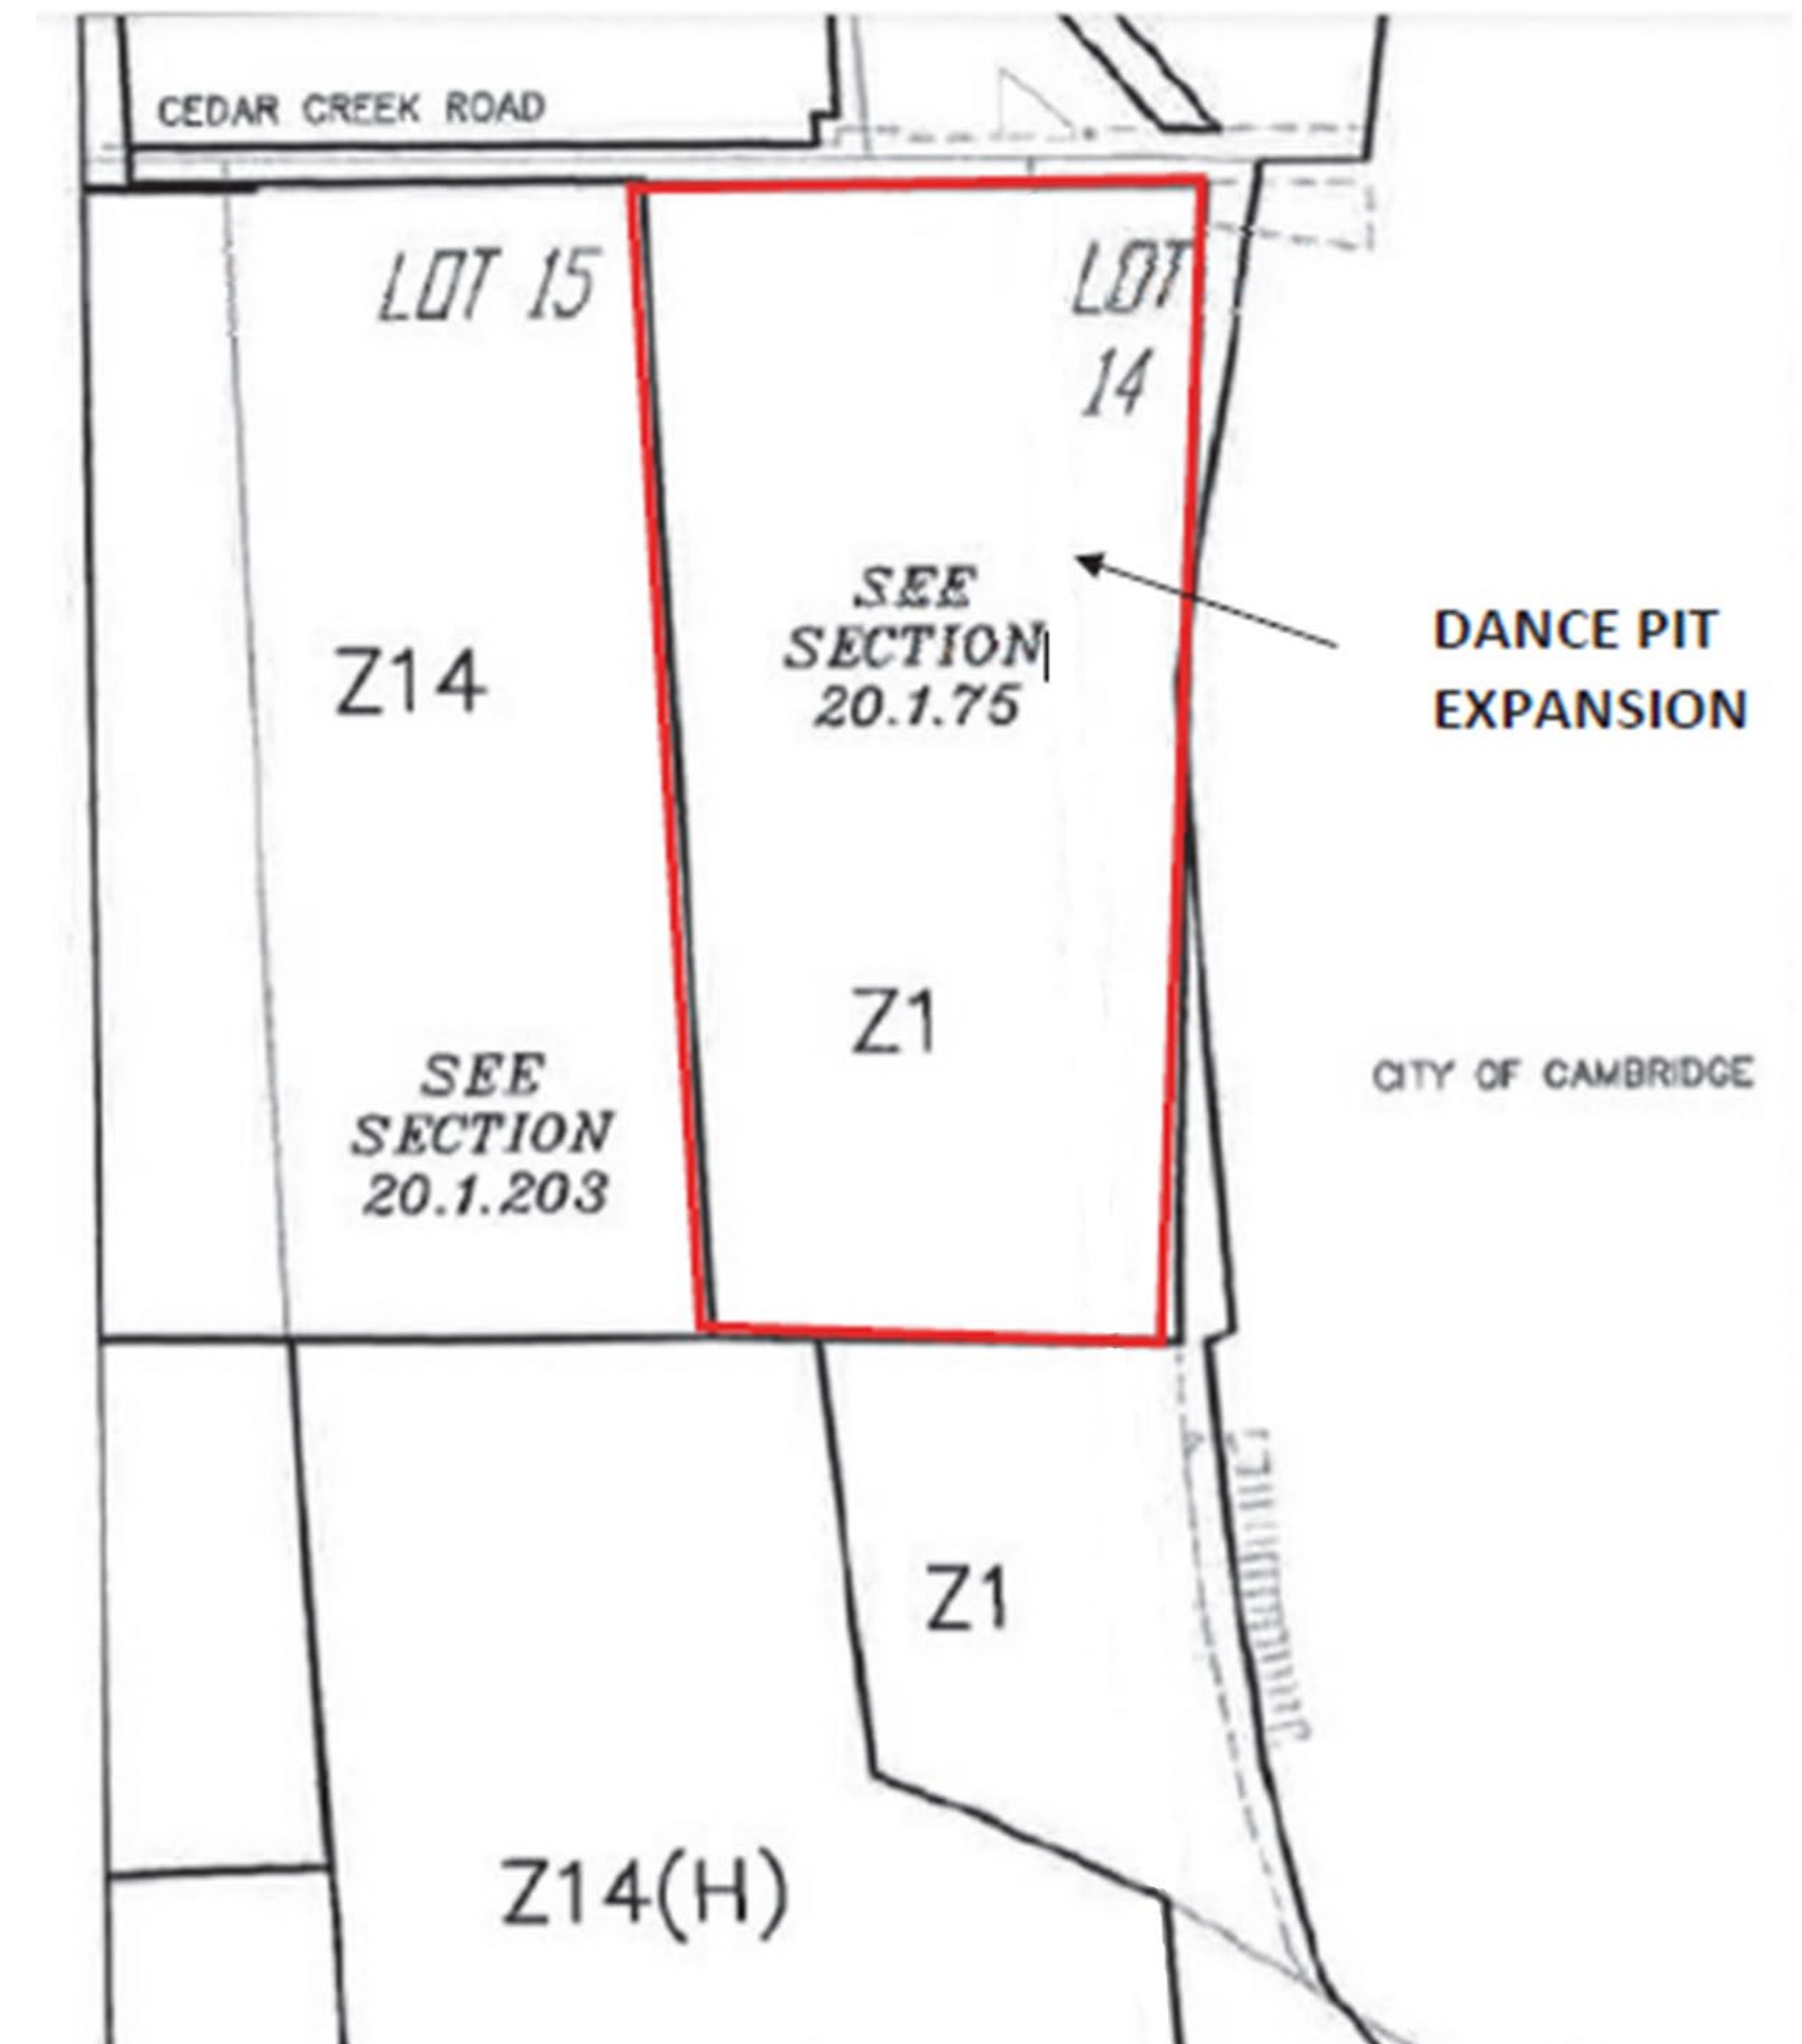 CEDAR CREEK ROAD
LOT 15
LOT
14
SEE
SECTION
20.1.75
DANCE PIT
EXPANSION
Z14
Z1
CITY OF CAMBRIDGE
SEE
SECTION
20.1.203
Z1
Z14(H)